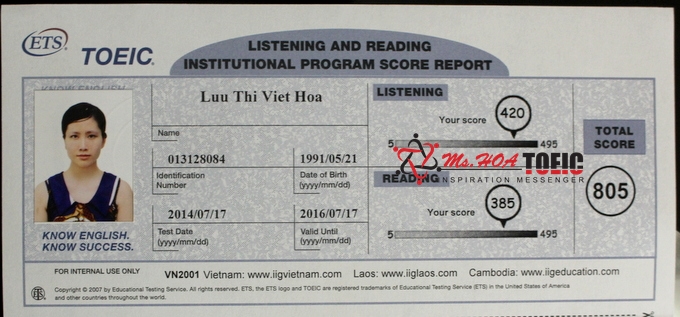 ETS
TOEIC.
LISTENING AND READING
INSTITUTIONAL PROGRAM SCORE REPORT
Luu Thi Viet Hoa
Name
013128084
1991/05/21
Identification
Number
Date of Birth
(yyyy/mm/dd)
2014/07/17
2016/07/17
Test Date
(yyyy/mm/dd)
Valid Until
(yyyy/mm/dd)
LISTENING
Your score
420
5
495
Ms.HOA TOEIC
INSPIRATION MESSENGER
READING
Your score
385
5
495
TOTAL
SCORE
805
KNOW ENGLISH.
KNOW SUCCESS.
FOR INTERNAL USE ONLY
VN2001 Vietnam: www.iigvietnam.com Laos: www.iiglaos.com Cambodia: www.iigeducation.com
Copyright © 2007 by Educational Testing Service. All rights reserved. ETS, the ETS logo and TOEIC are registered trademarks of Educational Testing Service (ETS) in the United States of America
and other countries throughout the world.